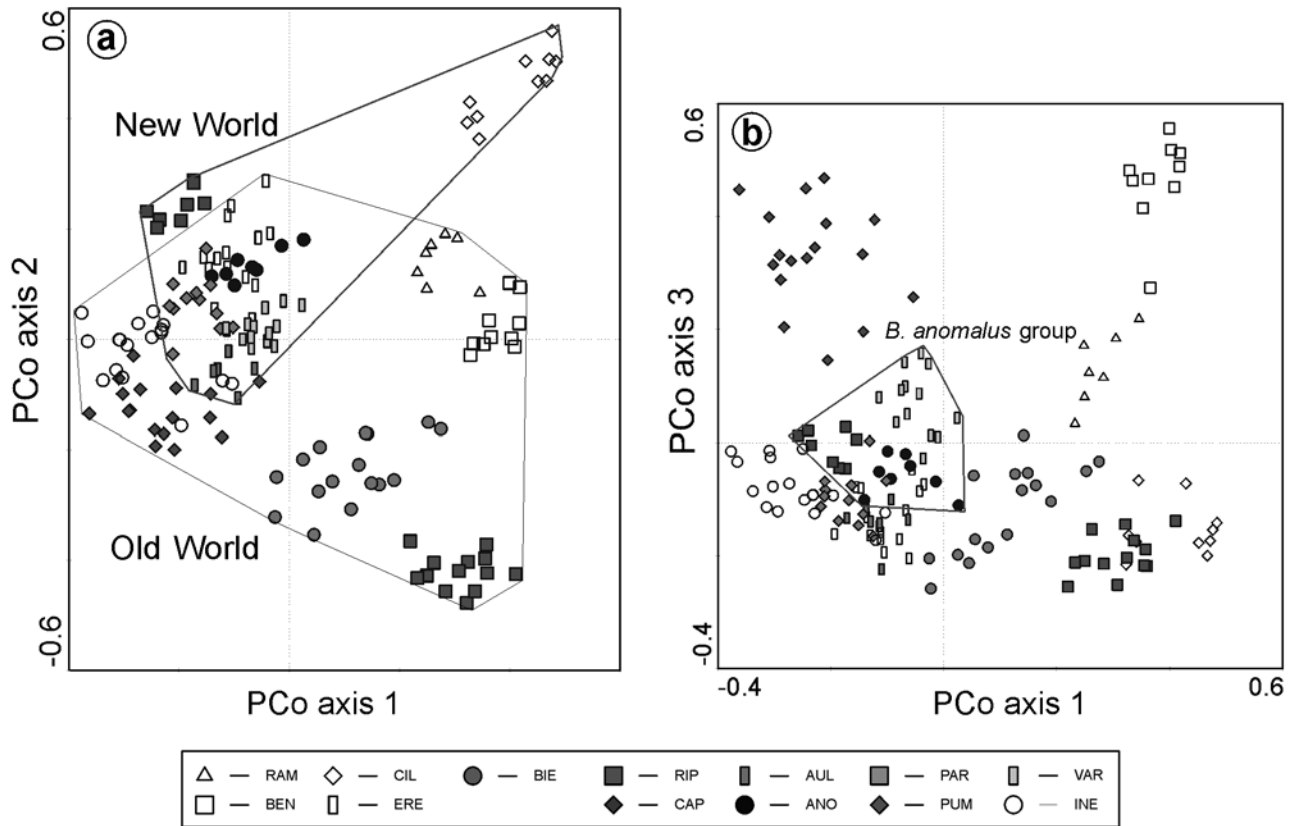 a
0.6
New World
PCo axis 2
Old World
-0.6
PCo axis 1
b
0.6
B. anomalus group
PCo axis 3
-0.4
-0.4
0.6
PCo axis 1
RAM CIL BIE RIP AUL PAR VAR
BEN ERE CAP ANO PUM INE